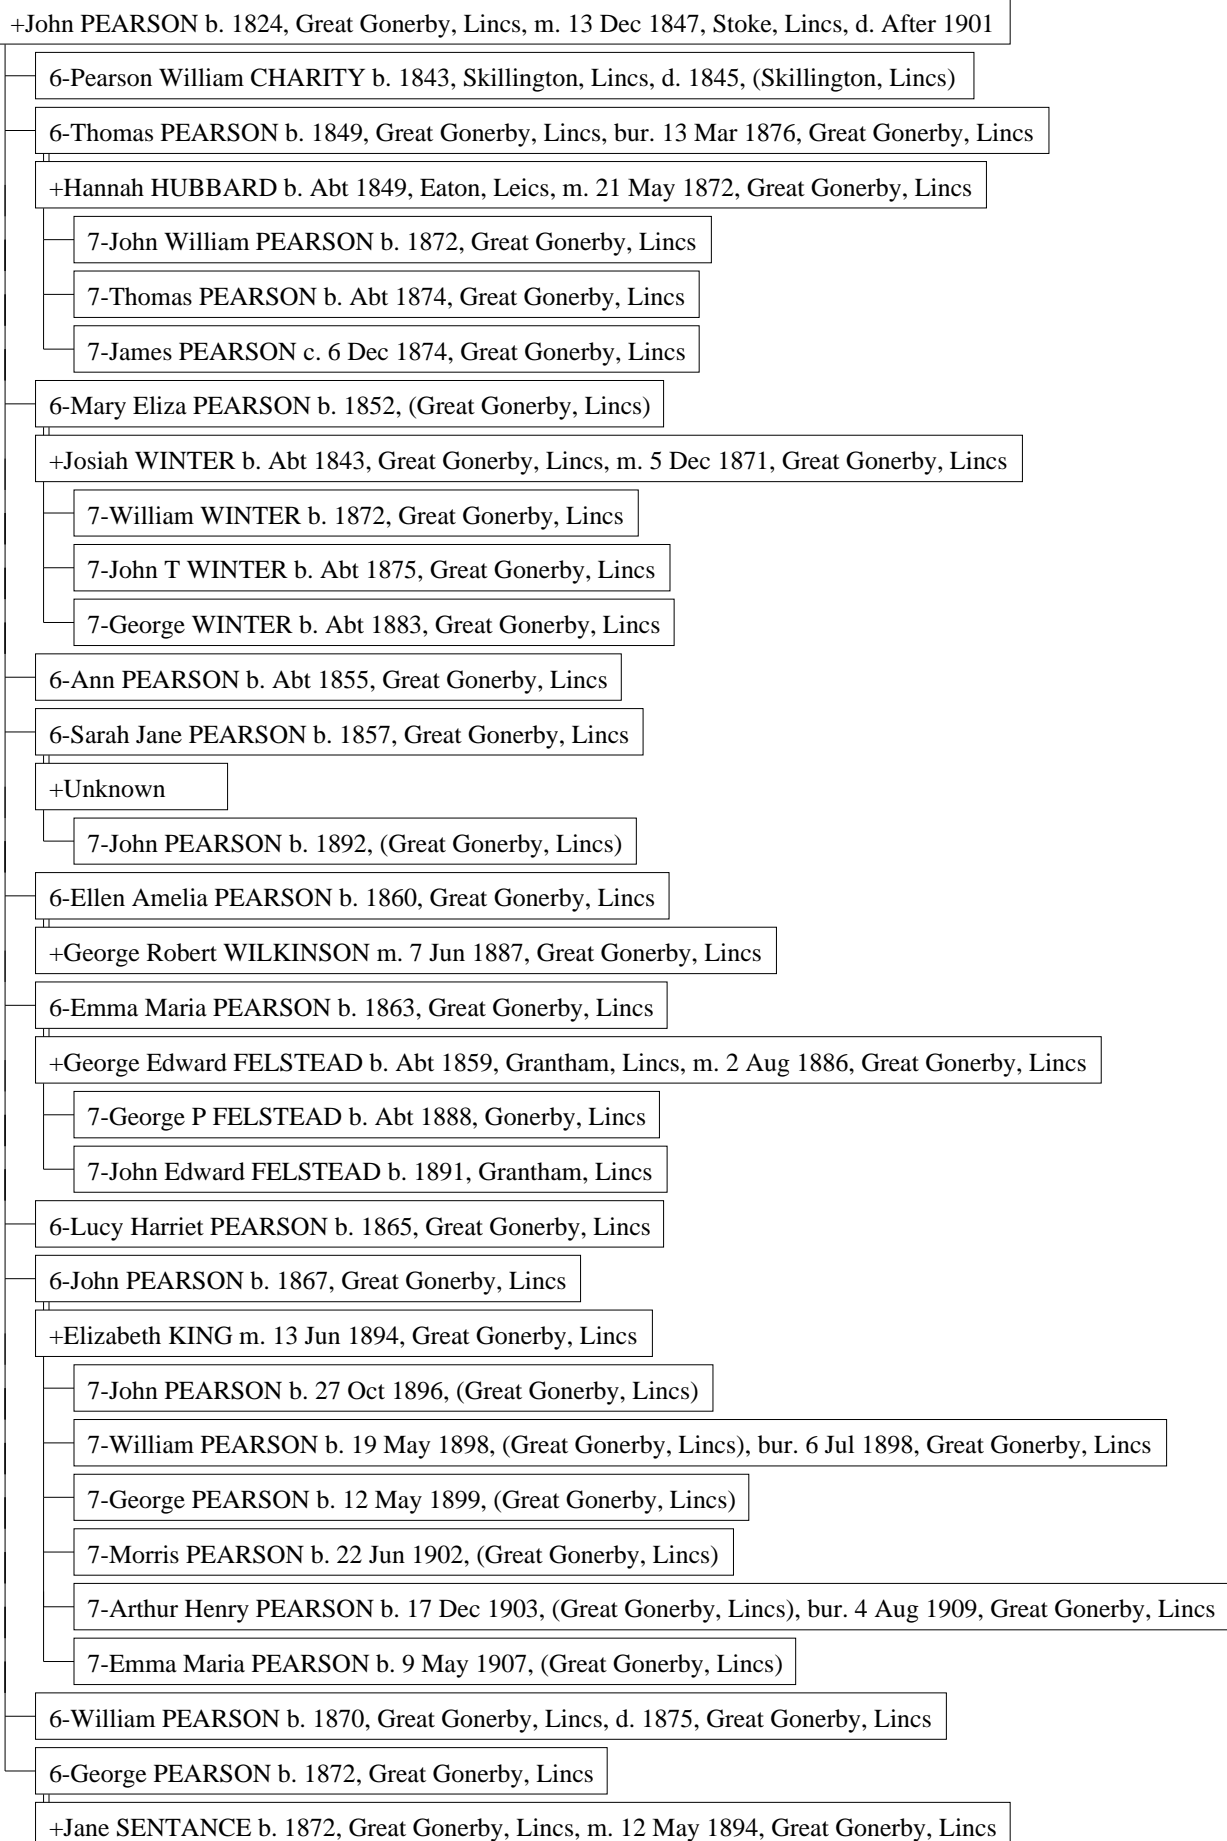 +John PEARSON b. 1824, Great Gonerby, Lincs, m. 13 Dec 1847, Stoke, Lincs, d. After 1901
6-Pearson William CHARITY b. 1843, Skillington, Lincs, d. 1845, (Skillington, Lincs)
6-Thomas PEARSON b. 1849, Great Gonerby, Lincs, bur. 13 Mar 1876, Great Gonerby, Lincs
+Hannah HUBBARD b. Abt 1849, Eaton, Leics, m. 21 May 1872, Great Gonerby, Lincs
7-John William PEARSON b. 1872, Great Gonerby, Lincs
7-Thomas PEARSON b. Abt 1874, Great Gonerby, Lincs
7-James PEARSON c. 6 Dec 1874, Great Gonerby, Lincs
6-Mary Eliza PEARSON b. 1852, (Great Gonerby, Lincs)
+Josiah WINTER b. Abt 1843, Great Gonerby, Lincs, m. 5 Dec 1871, Great Gonerby, Lincs
7-William WINTER b. 1872, Great Gonerby, Lincs
7-John T WINTER b. Abt 1875, Great Gonerby, Lincs
7-George WINTER b. Abt 1883, Great Gonerby, Lincs
6-Ann PEARSON b. Abt 1855, Great Gonerby, Lincs
6-Sarah Jane PEARSON b. 1857, Great Gonerby, Lincs
+Unknown
7-John PEARSON b. 1892, (Great Gonerby, Lincs)
6-Ellen Amelia PEARSON b. 1860, Great Gonerby, Lincs
+George Robert WILKINSON m. 7 Jun 1887, Great Gonerby, Lincs
6-Emma Maria PEARSON b. 1863, Great Gonerby, Lincs
+George Edward FELSTEAD b. Abt 1859, Grantham, Lincs, m. 2 Aug 1886, Great Gonerby, Lincs
7-George P FELSTEAD b. Abt 1888, Gonerby, Lincs
7-John Edward FELSTEAD b. 1891, Grantham, Lincs
6-Lucy Harriet PEARSON b. 1865, Great Gonerby, Lincs
6-John PEARSON b. 1867, Great Gonerby, Lincs
+Elizabeth KING m. 13 Jun 1894, Great Gonerby, Lincs
7-John PEARSON b. 27 Oct 1896, (Great Gonerby, Lincs)
7-William PEARSON b. 19 May 1898, (Great Gonerby, Lincs), bur. 6 Jul 1898, Great Gonerby, Lincs
7-George PEARSON b. 12 May 1899, (Great Gonerby, Lincs)
7-Morris PEARSON b. 22 Jun 1902, (Great Gonerby, Lincs)
7-Arthur Henry PEARSON b. 17 Dec 1903, (Great Gonerby, Lincs), bur. 4 Aug 1909, Great Gonerby, Lincs
7-Emma Maria PEARSON b. 9 May 1907, (Great Gonerby, Lincs)
6-William PEARSON b. 1870, Great Gonerby, Lincs, d. 1875, Great Gonerby, Lincs
6-George PEARSON b. 1872, Great Gonerby, Lincs
+Jane SENTANCE b. 1872, Great Gonerby, Lincs, m. 12 May 1894, Great Gonerby, Lincs